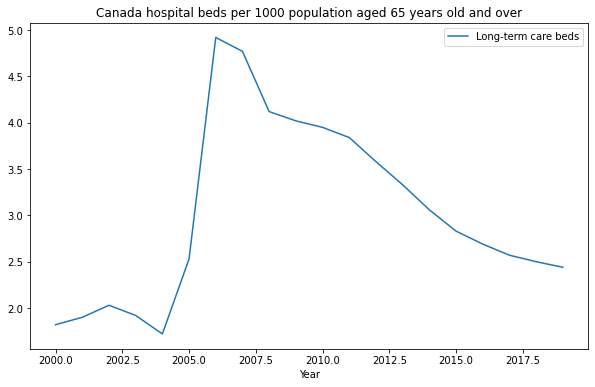 Canada hospital beds per 1000 population aged 65 years old and over
Long-term care beds
5.0
4.5
4.0
3.5
3.0
2.5
2.0
2000.0 2002.5 2005.0 2007.5 2010.0 2012.5 2015.0 2017.5
Year